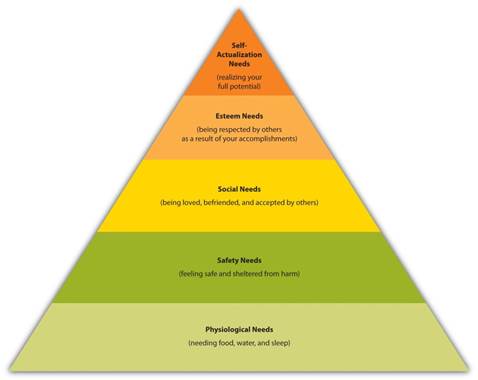 Self-
Actualization
Needs
(realizing your
full potential)
Esteem Needs
(being respected by others
as a result of your accomplishments)
Social Needs
(being loved, befriended, and accepted by others)
Safety Needs
(feeling safe and sheltered from harm)
Physiological Needs
(needing food, water, and sleep)